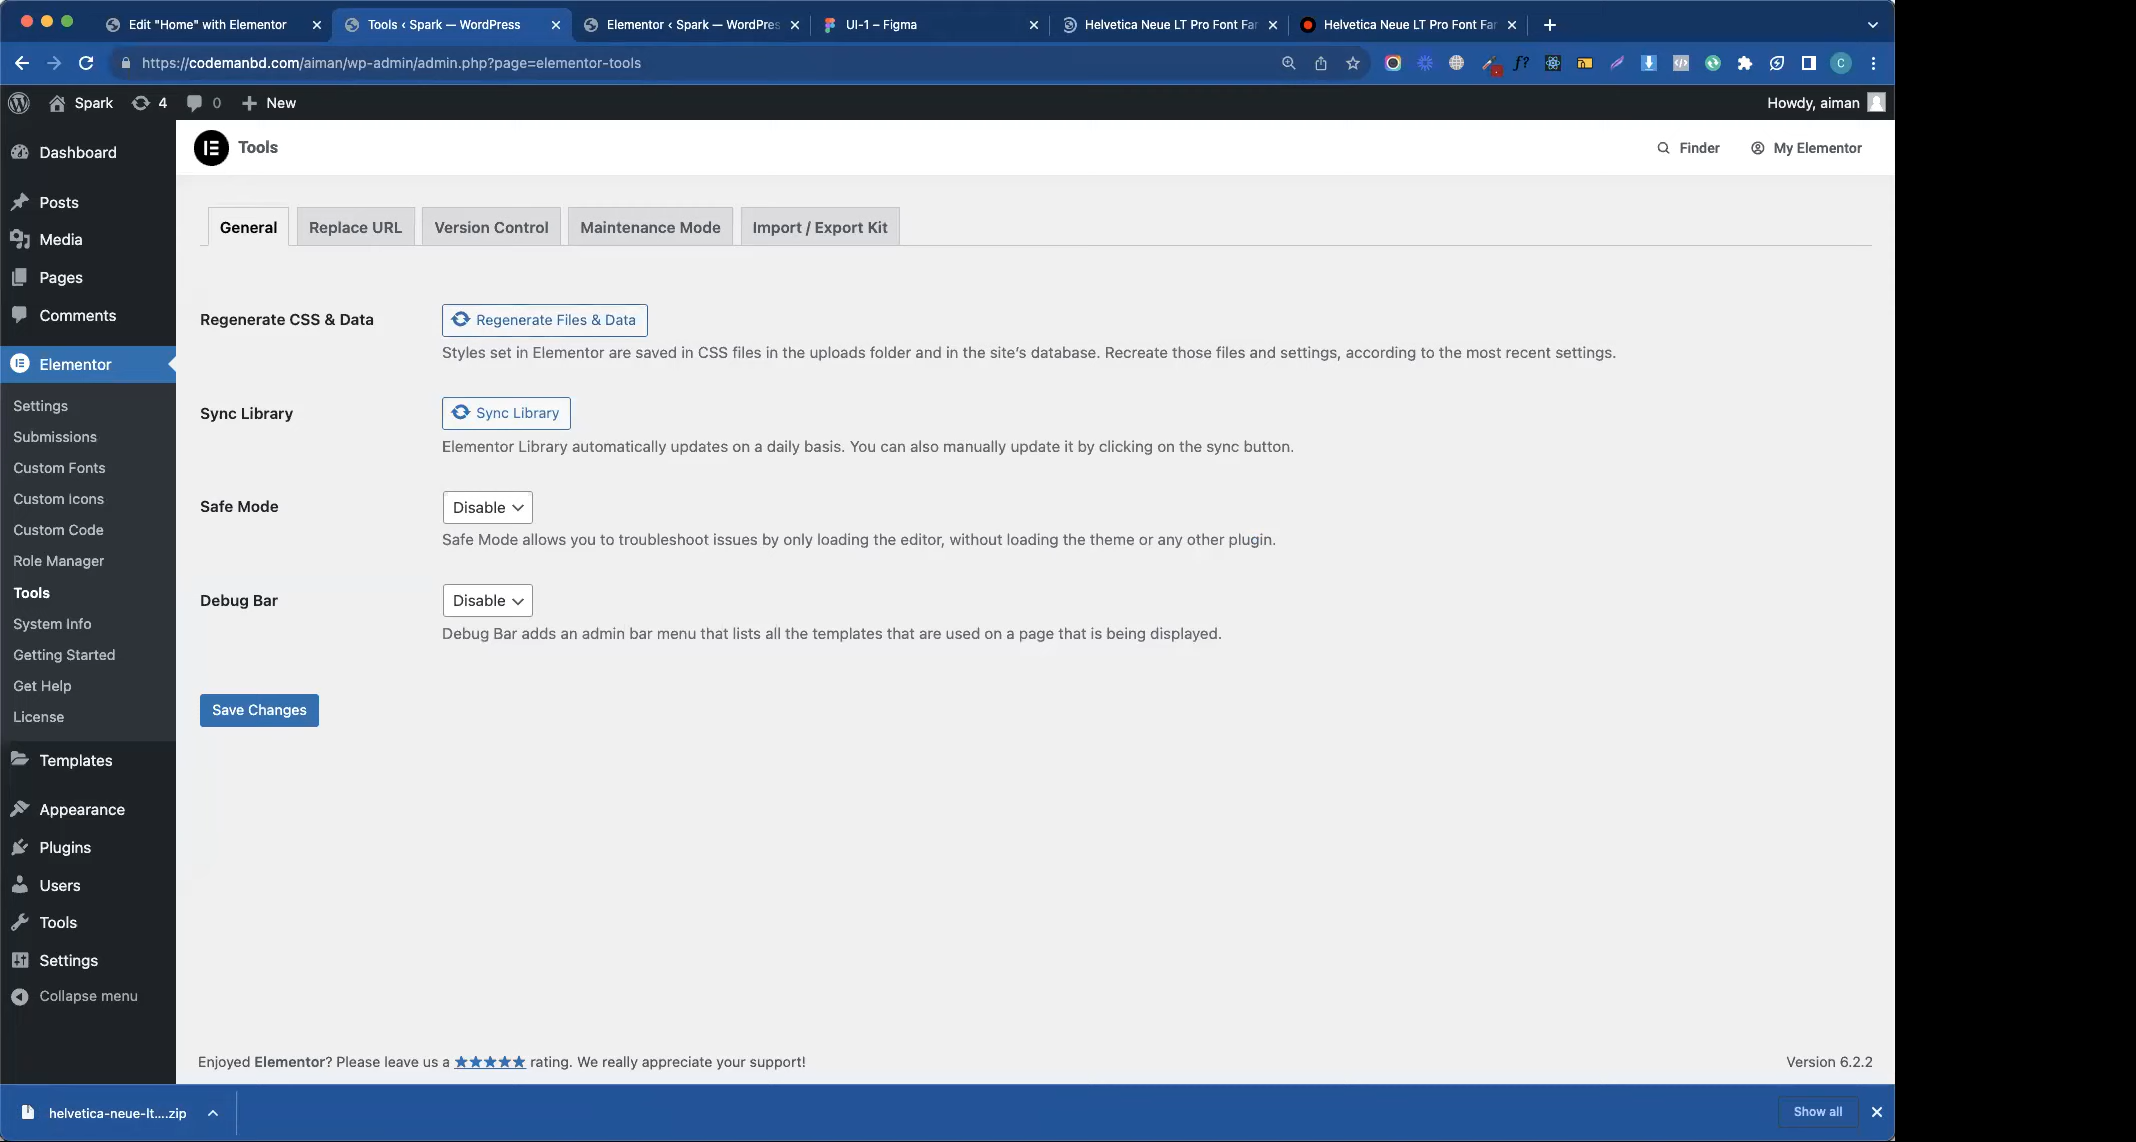 Edit "Home" with Elementor
Tools ‹ Spark — WordPress
Elementor ‹ Spark — WordPres
UI-1 – Figma
Helvetica Neue LT Pro Font Far
Helvetica Neue LT Pro Font Far
https://codemanbd.com/aiman/wp-admin/admin.php?page=elementor-tools
f?
C
Spark
4
0
New
Howdy, aiman
Dashboard
Posts
Media
Pages
Comments
Elementor
Settings
Submissions
Custom Fonts
Custom Icons
Custom Code
Role Manager
Tools
System Info
Getting Started
Get Help
License
Templates
Appearance
Plugins
Users
Tools
Settings
Collapse menu
Tools
Finder
My Elementor
General
Replace URL
Version Control
Maintenance Mode
Import / Export Kit
Regenerate CSS & Data
Regenerate Files & Data
Styles set in Elementor are saved in CSS files in the uploads folder and in the site’s database. Recreate those files and settings, according to the most recent settings.
Sync Library
Sync Library
Elementor Library automatically updates on a daily basis. You can also manually update it by clicking on the sync button.
Safe Mode
Disable
Safe Mode allows you to troubleshoot issues by only loading the editor, without loading the theme or any other plugin.
Debug Bar
Disable
Debug Bar adds an admin bar menu that lists all the templates that are used on a page that is being displayed.
Save Changes
Enjoyed Elementor? Please leave us a ★★★★★ rating. We really appreciate your support!
Version 6.2.2
helvetica-neue-lt....zip
Show all